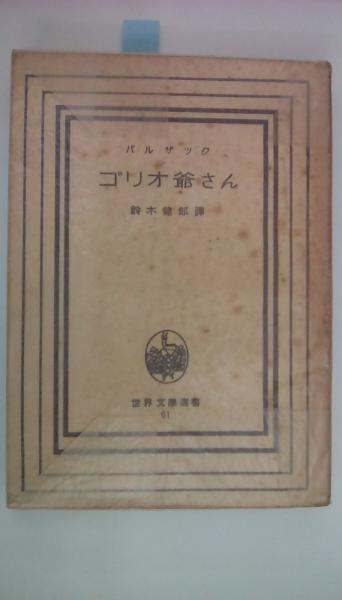 バルザック
ゴリオ爺さん
鈴木健郎譯
世界文學選書
61